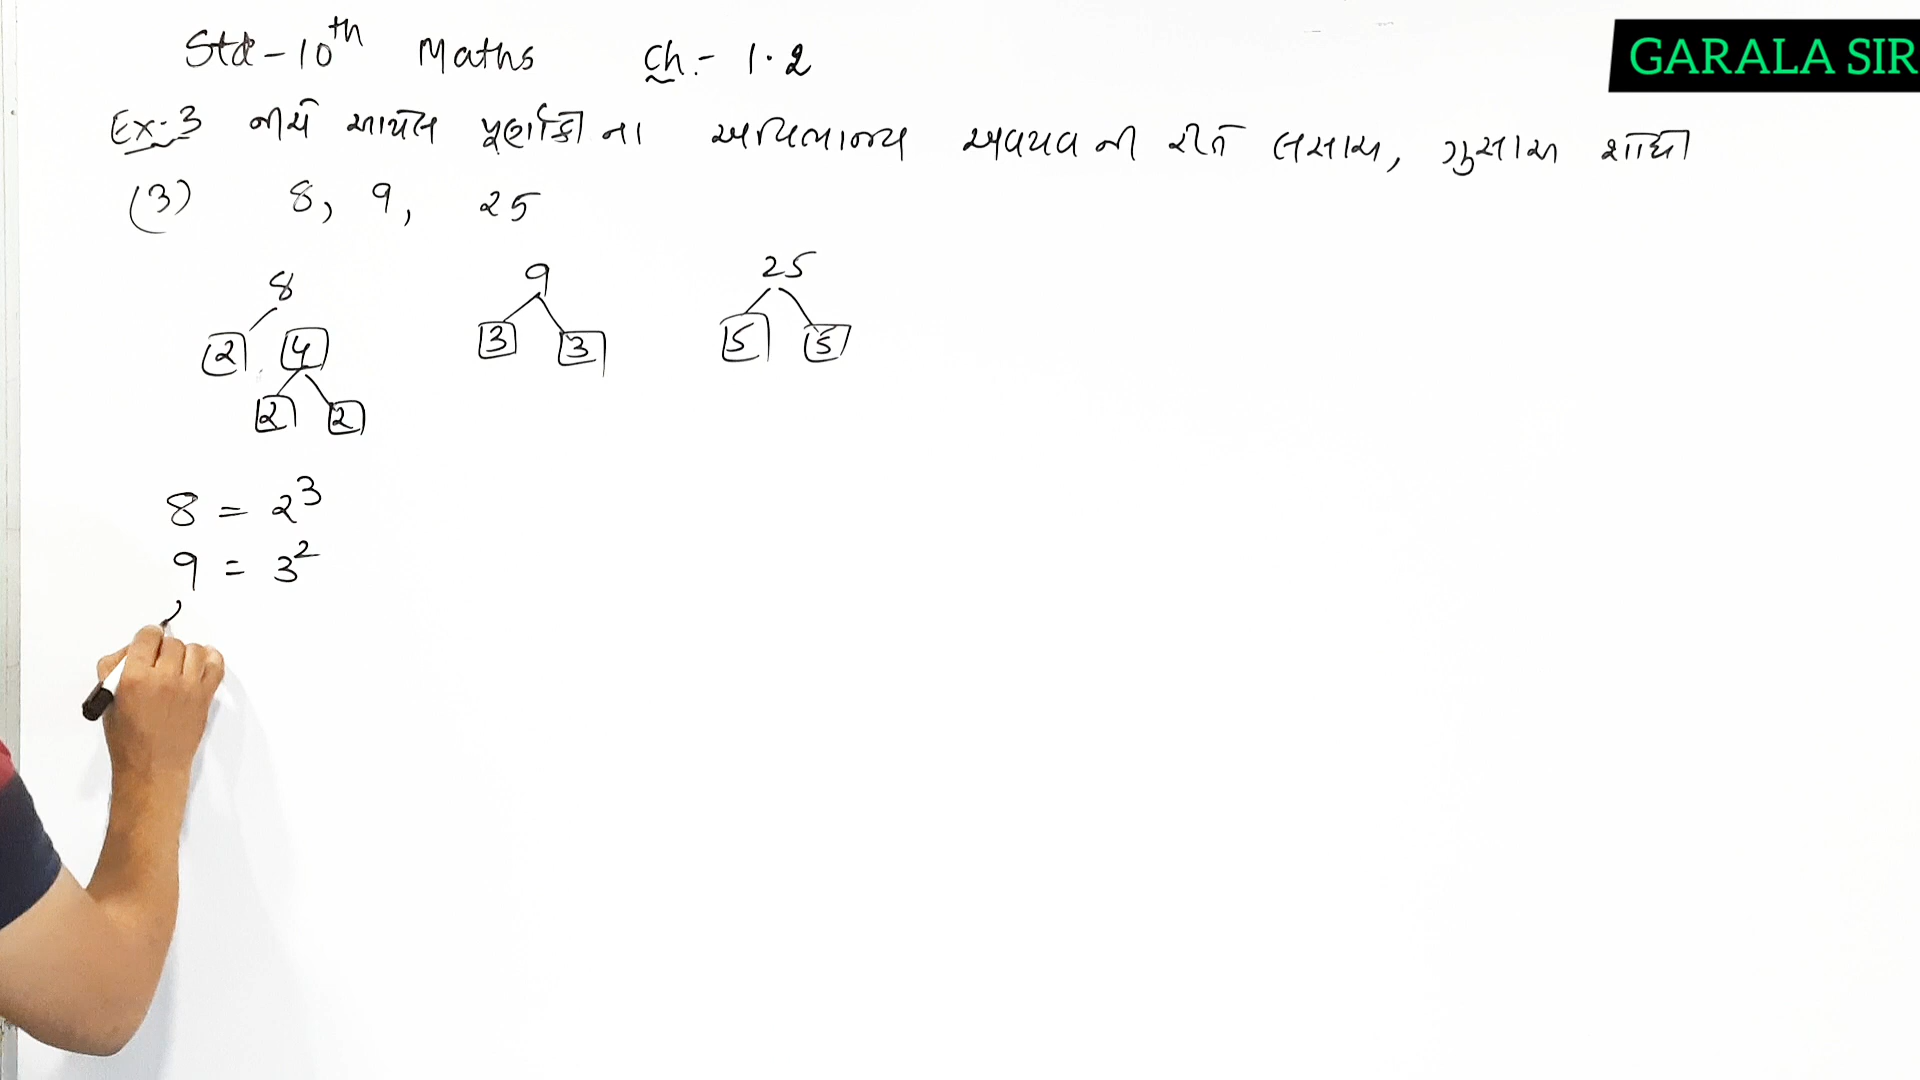 GARALA SIR
Std - 10th Maths Ch:- 1.2
Ex:-3 નીચે આપેલ પૂર્ણાંકો ના અવિભાજ્ય અવયવ ની રીતે લસાઅ, ગુસાઅ શોધો
(3) 8, 9, 25
8 9 25
2 4 3 3 5 5
2 2
8 = 2³
9 = 3²